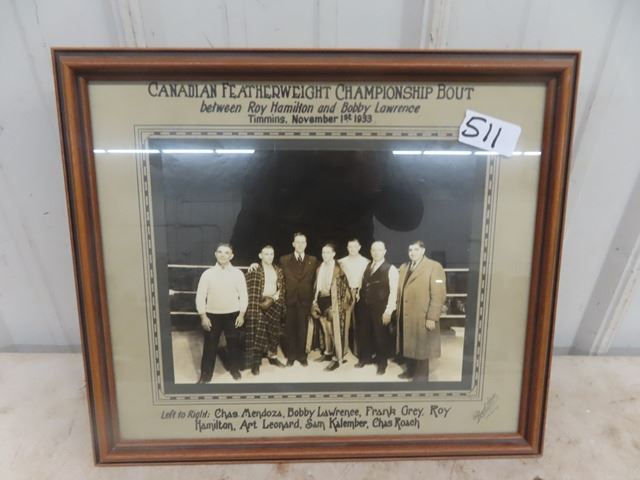 CANADIAN FEATHERWEIGHT CHAMPIONSHIP BOUT
between Roy Hamilton and Bobby Lawrence
Timmins, November 1st 1933
511
Left to Right: Chas. Mendoza, Bobby Lawrence, Frank Grey, Roy
Hamilton, Art Leonard, Sam Kalember, Chas Roach